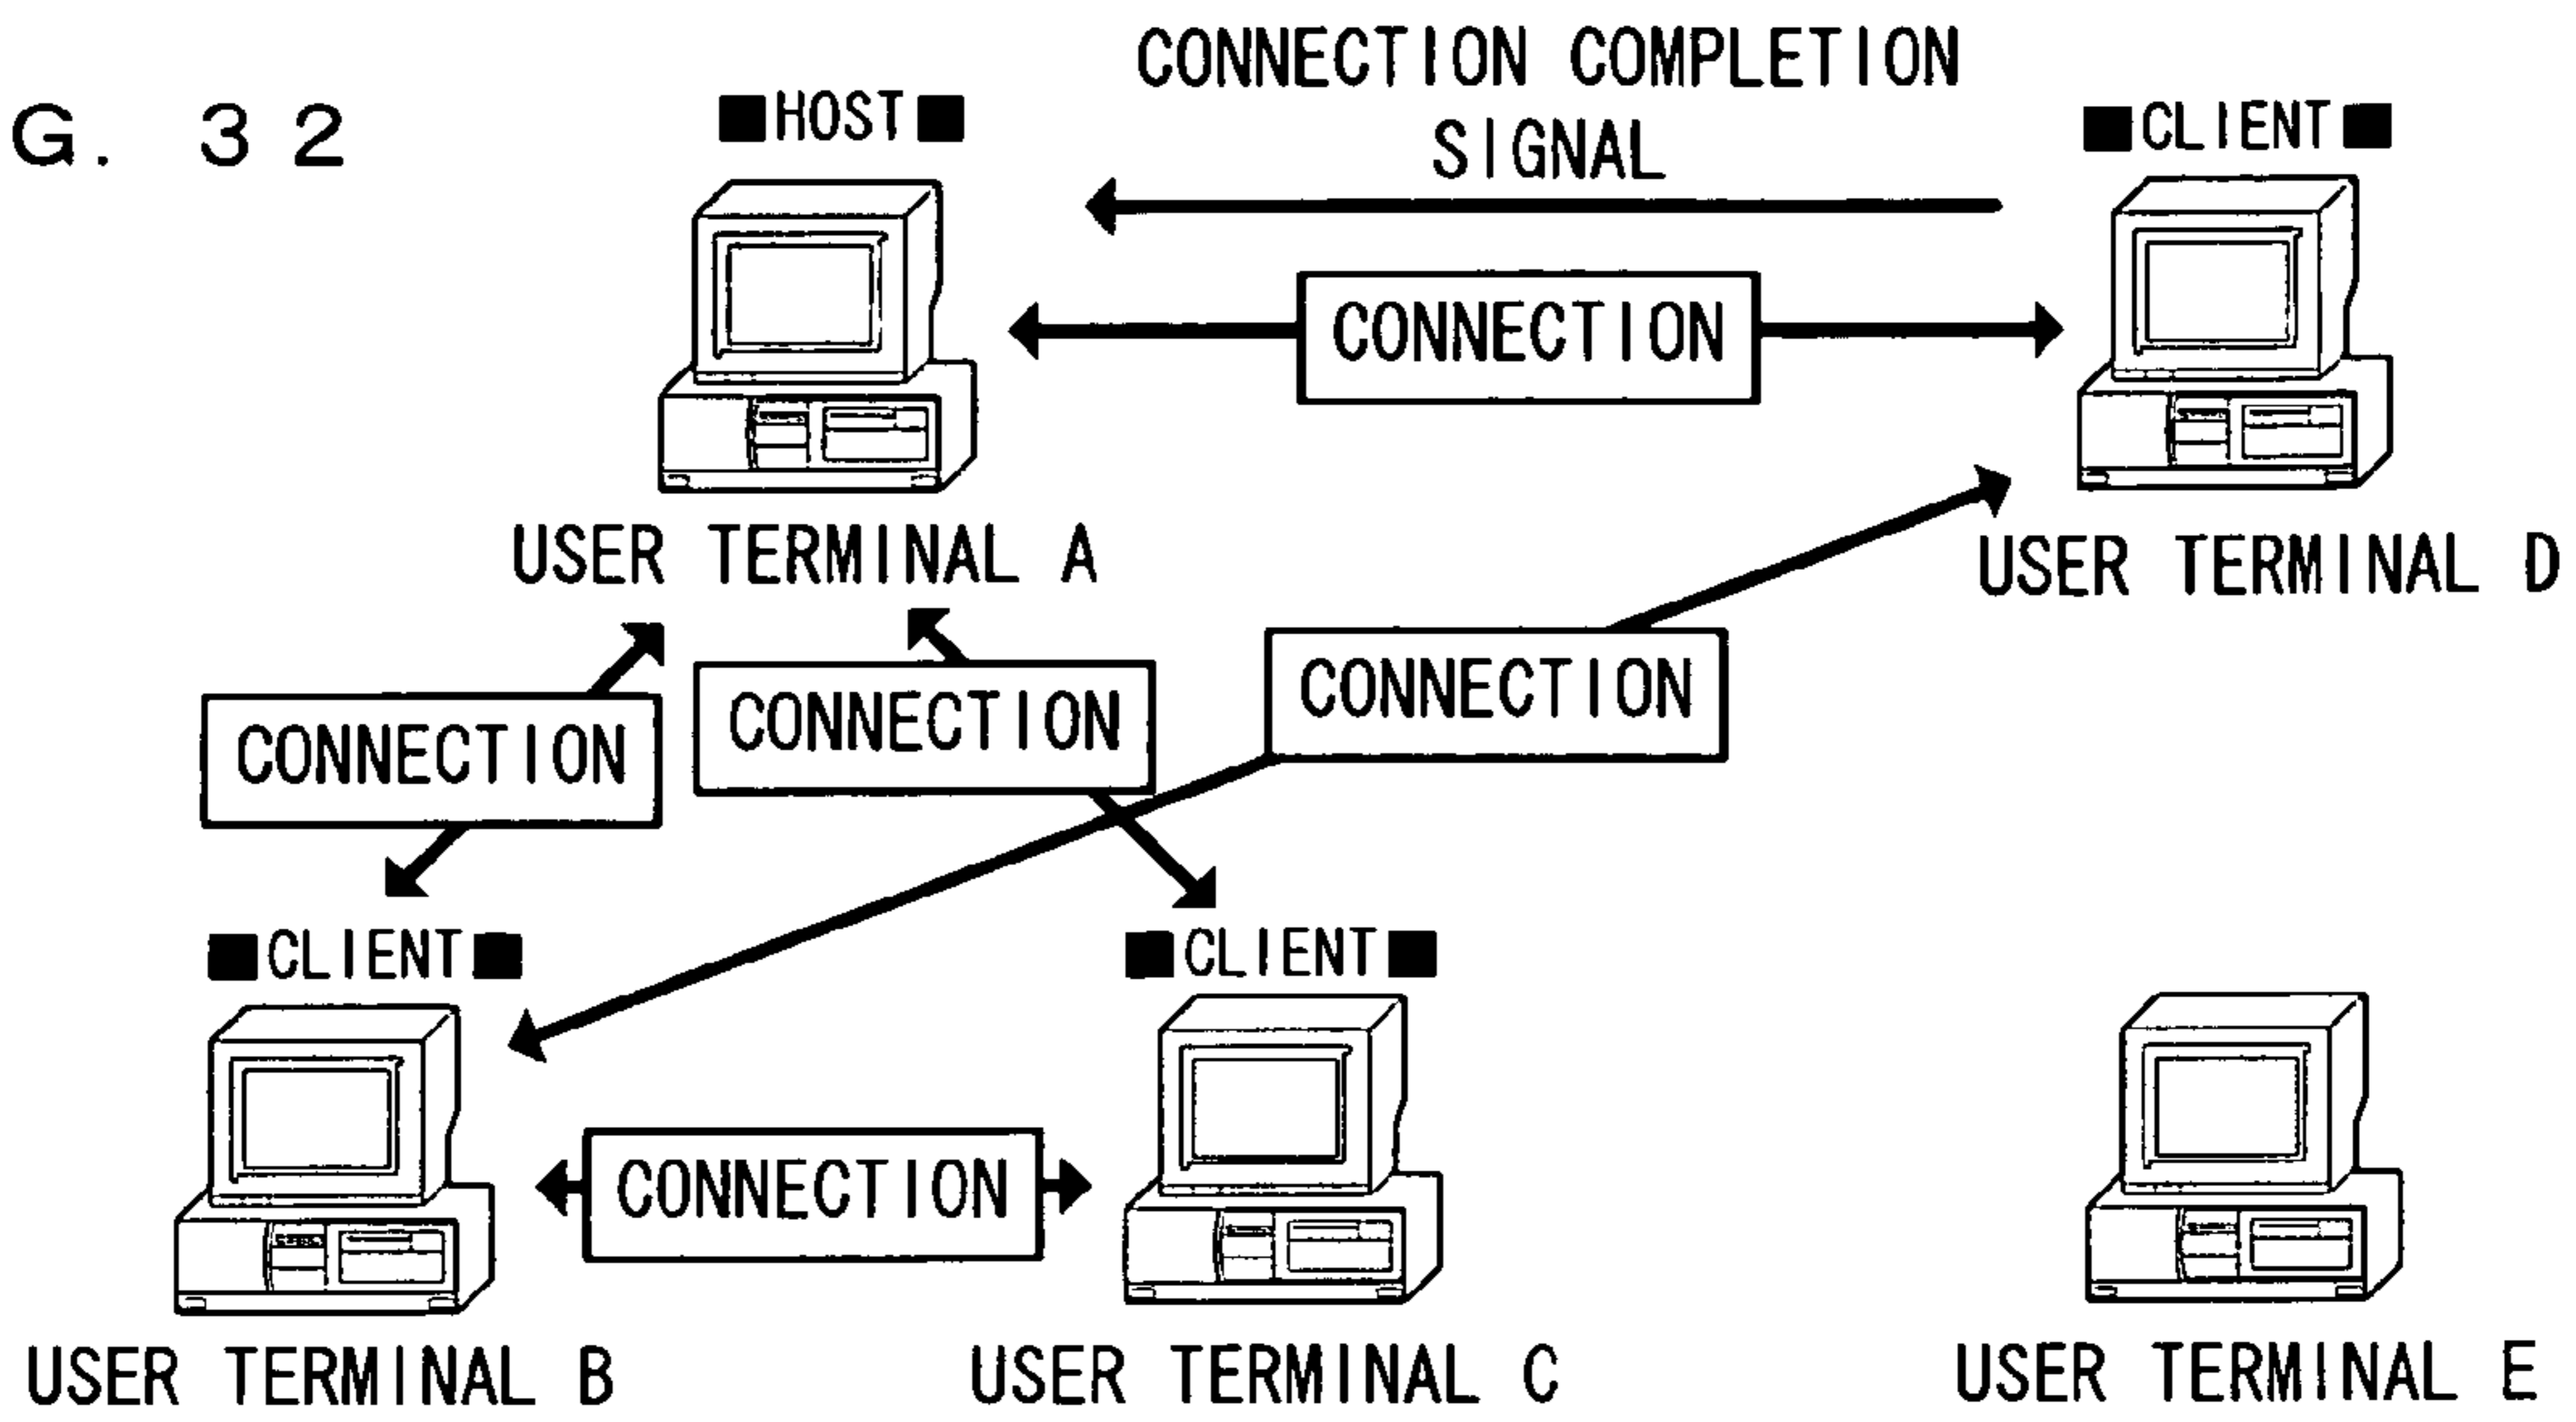 G. 32
CONNECTION COMPLETION
SIGNAL
■HOST■
■CLIENT■
CONNECTION
USER TERMINAL A
USER TERMINAL D
CONNECTION
CONNECTION
CONNECTION
■CLIENT■
■CLIENT■
CONNECTION
USER TERMINAL B
USER TERMINAL C
USER TERMINAL E